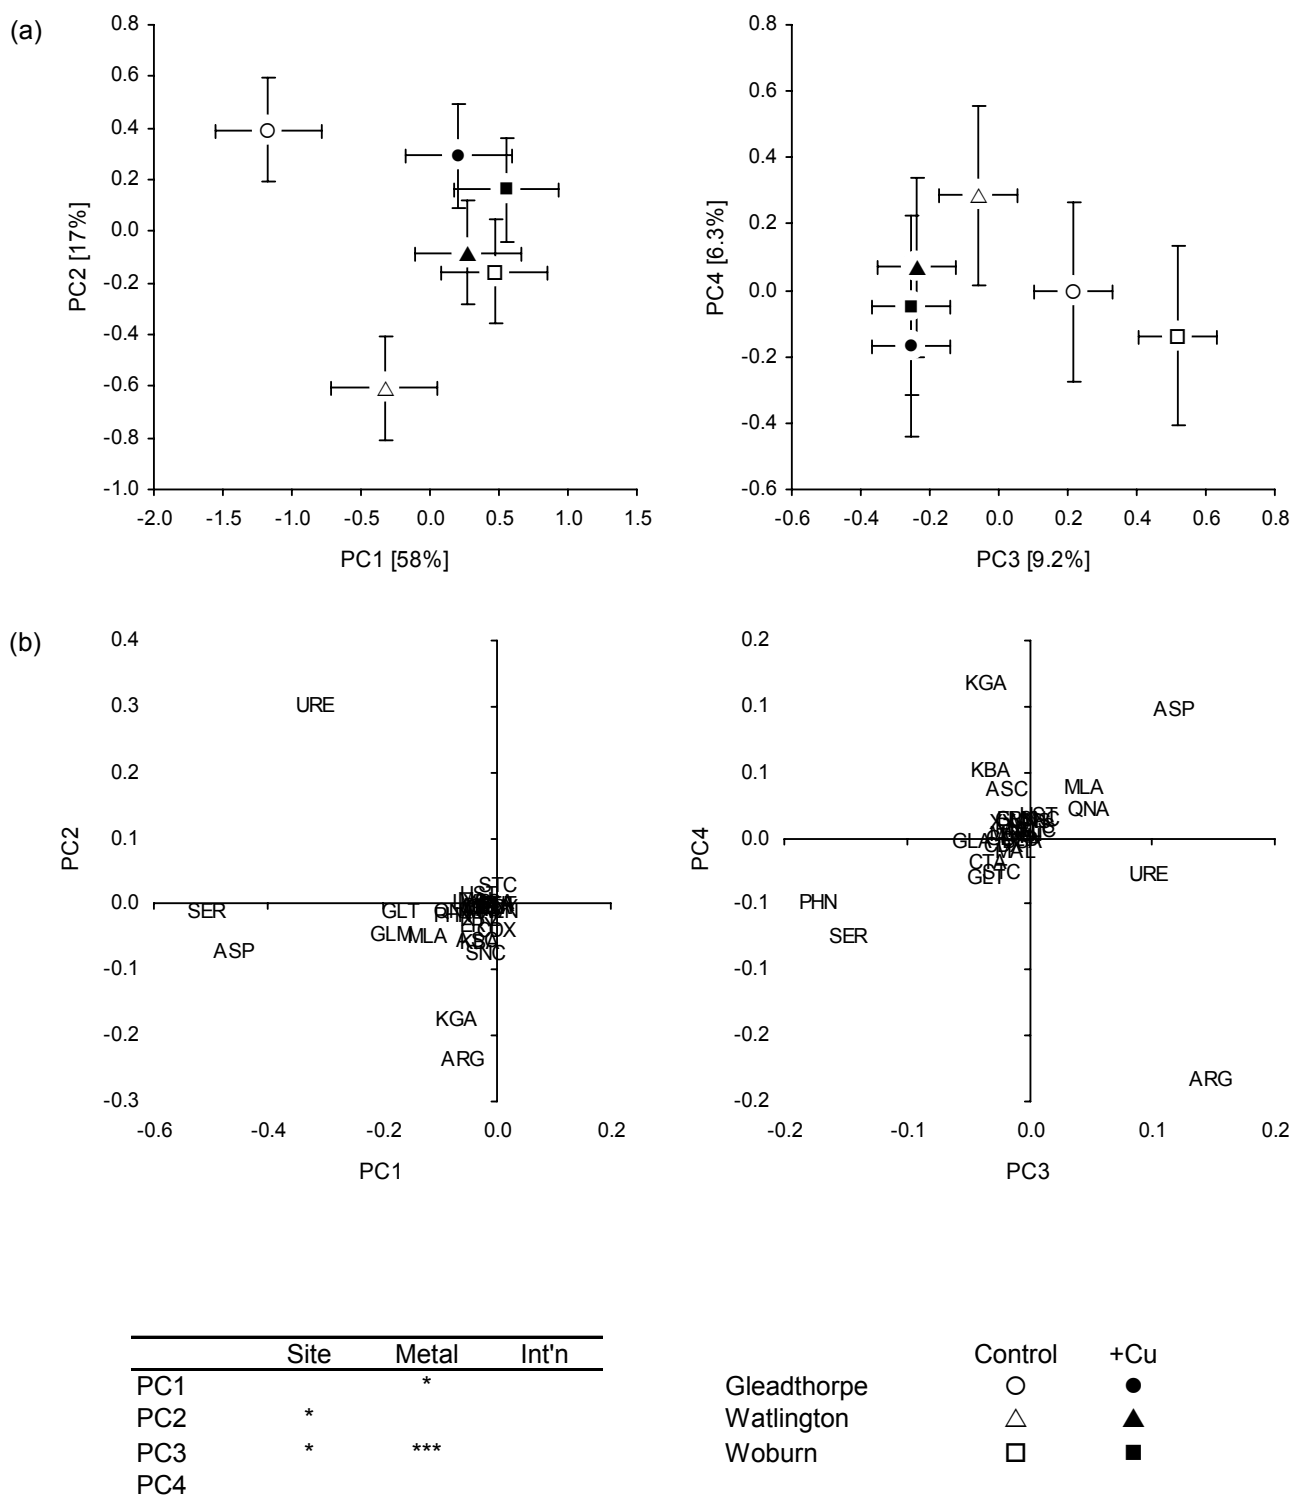 (a)
0.8
0.6
0.4
0.2
0.0
-0.2
-0.4
-0.6
-0.8
-1.0
PC2 [17%]
-2.0 -1.5 -1.0 -0.5 0.0 0.5 1.0 1.5
PC1 [58%]
0.8
0.6
0.4
0.2
0.0
-0.2
-0.4
-0.6
PC4 [6.3%]
-0.6 -0.4 -0.2 0.0 0.2 0.4 0.6 0.8
PC3 [9.2%]
(b)
0.4
0.3
0.2
0.1
0.0
-0.1
-0.2
-0.3
PC2
URE
STC
SER
GLT
GLM
MLA
ASP
SNC
KGA
ARG
-0.6 -0.4 -0.2 0.0 0.2
PC1
0.2
0.1
0.1
0.0
-0.1
-0.1
-0.2
-0.2
PC4
KGA
ASP
KBA
ASC
MLA
QNA
GLA
MAL
CTA
STC
GLT
URE
PHN
SER
ARG
-0.2 -0.1 0.0 0.1 0.2
PC3
Site Metal Int'n
PC1 *
PC2 *
PC3 * ***
PC4
Control +Cu
Gleadthorpe
Watlington
Woburn